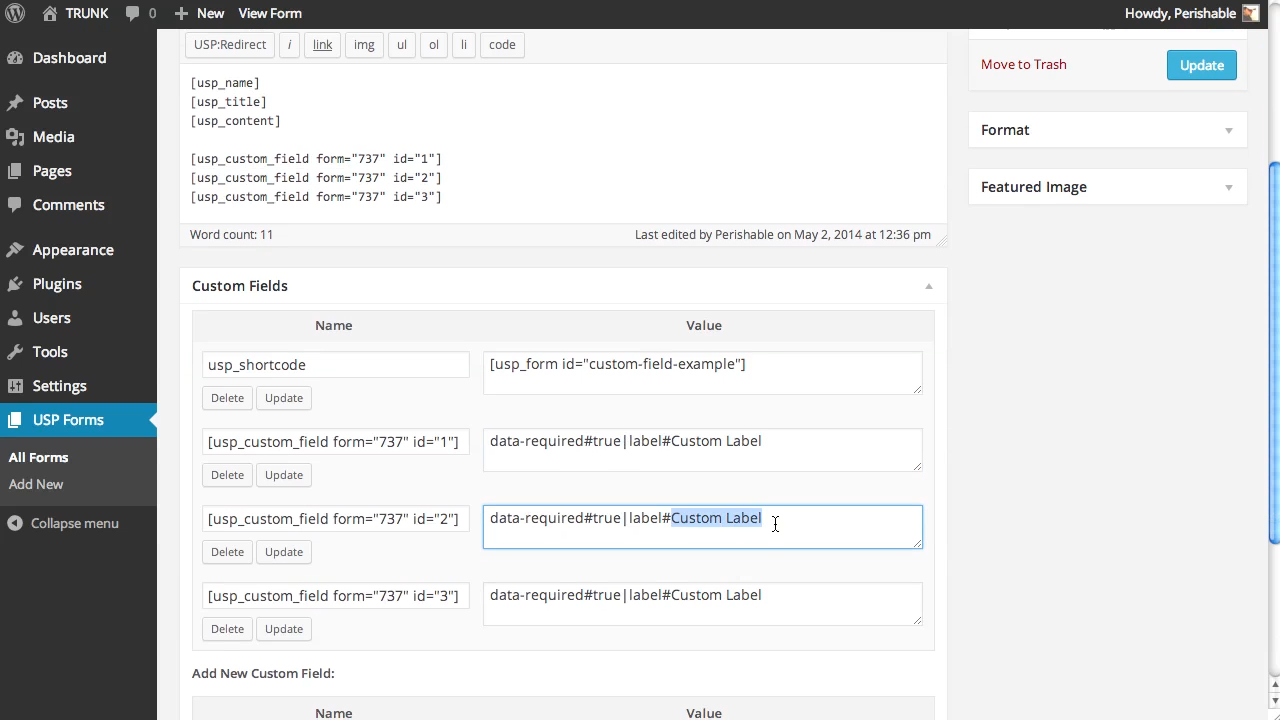 TRUNK 0 New View Form Howdy, Perishable
Dashboard
Posts
Media
Pages
Comments
Appearance
Plugins
Users
Tools
Settings
USP Forms
All Forms
Add New
Collapse menu
USP:Redirect i link img ul ol li code
[usp_name]
[usp_title]
[usp_content]
[usp_custom_field form="737" id="1"]
[usp_custom_field form="737" id="2"]
[usp_custom_field form="737" id="3"]
Word count: 11 Last edited by Perishable on May 2, 2014 at 12:36 pm
Custom Fields
Name Value
usp_shortcode [usp_form id="custom-field-example"]
Delete Update
[usp_custom_field form="737" id="1"] data-required#true|label#Custom Label
Delete Update
[usp_custom_field form="737" id="2"] data-required#true|label#Custom Label
Delete Update
[usp_custom_field form="737" id="3"] data-required#true|label#Custom Label
Delete Update
Add New Custom Field:
Name Value
Move to Trash Update
Format
Featured Image